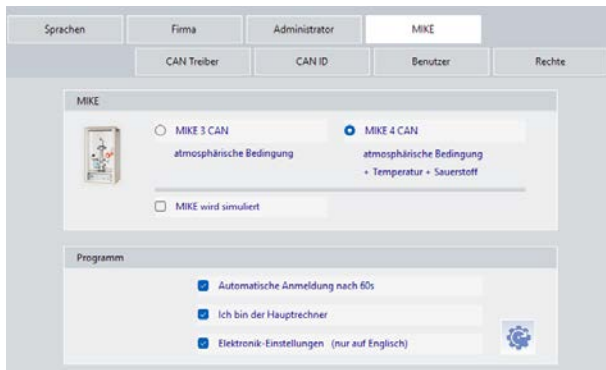 Sprachen Firma Administrator MIKE
CAN Treiber CAN ID Benutzer Rechte
MIKE
MIKE 3 CAN MIKE 4 CAN
atmosphärische Bedingung atmosphärische Bedingung
+ Temperatur + Sauerstoff
MIKE wird simuliert
Programm
Automatische Anmeldung nach 60s
Ich bin der Hauptrechner
Elektronik-Einstellungen (nur auf Englisch)